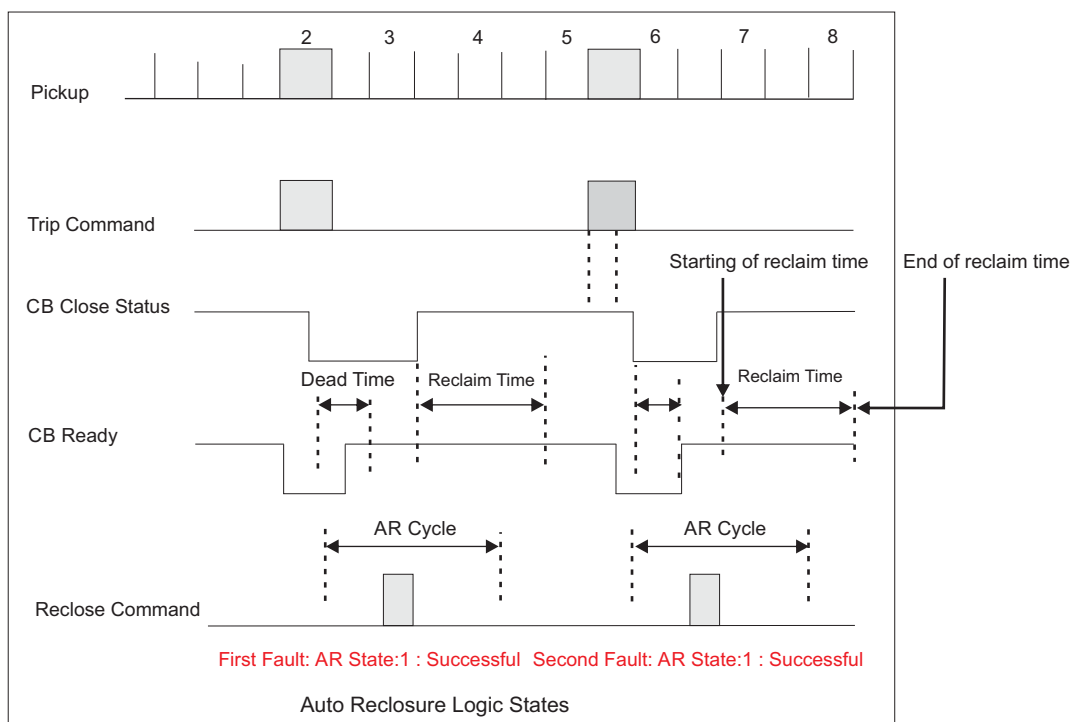 2 3 4 5 6 7 8
Pickup
Trip Command
Starting of reclaim time
End of reclaim time
CB Close Status
Dead Time
Reclaim Time
Reclaim Time
CB Ready
AR Cycle
AR Cycle
Reclose Command
First Fault: AR State:1 : Successful
Second Fault: AR State:1 : Successful
Auto Reclosure Logic States